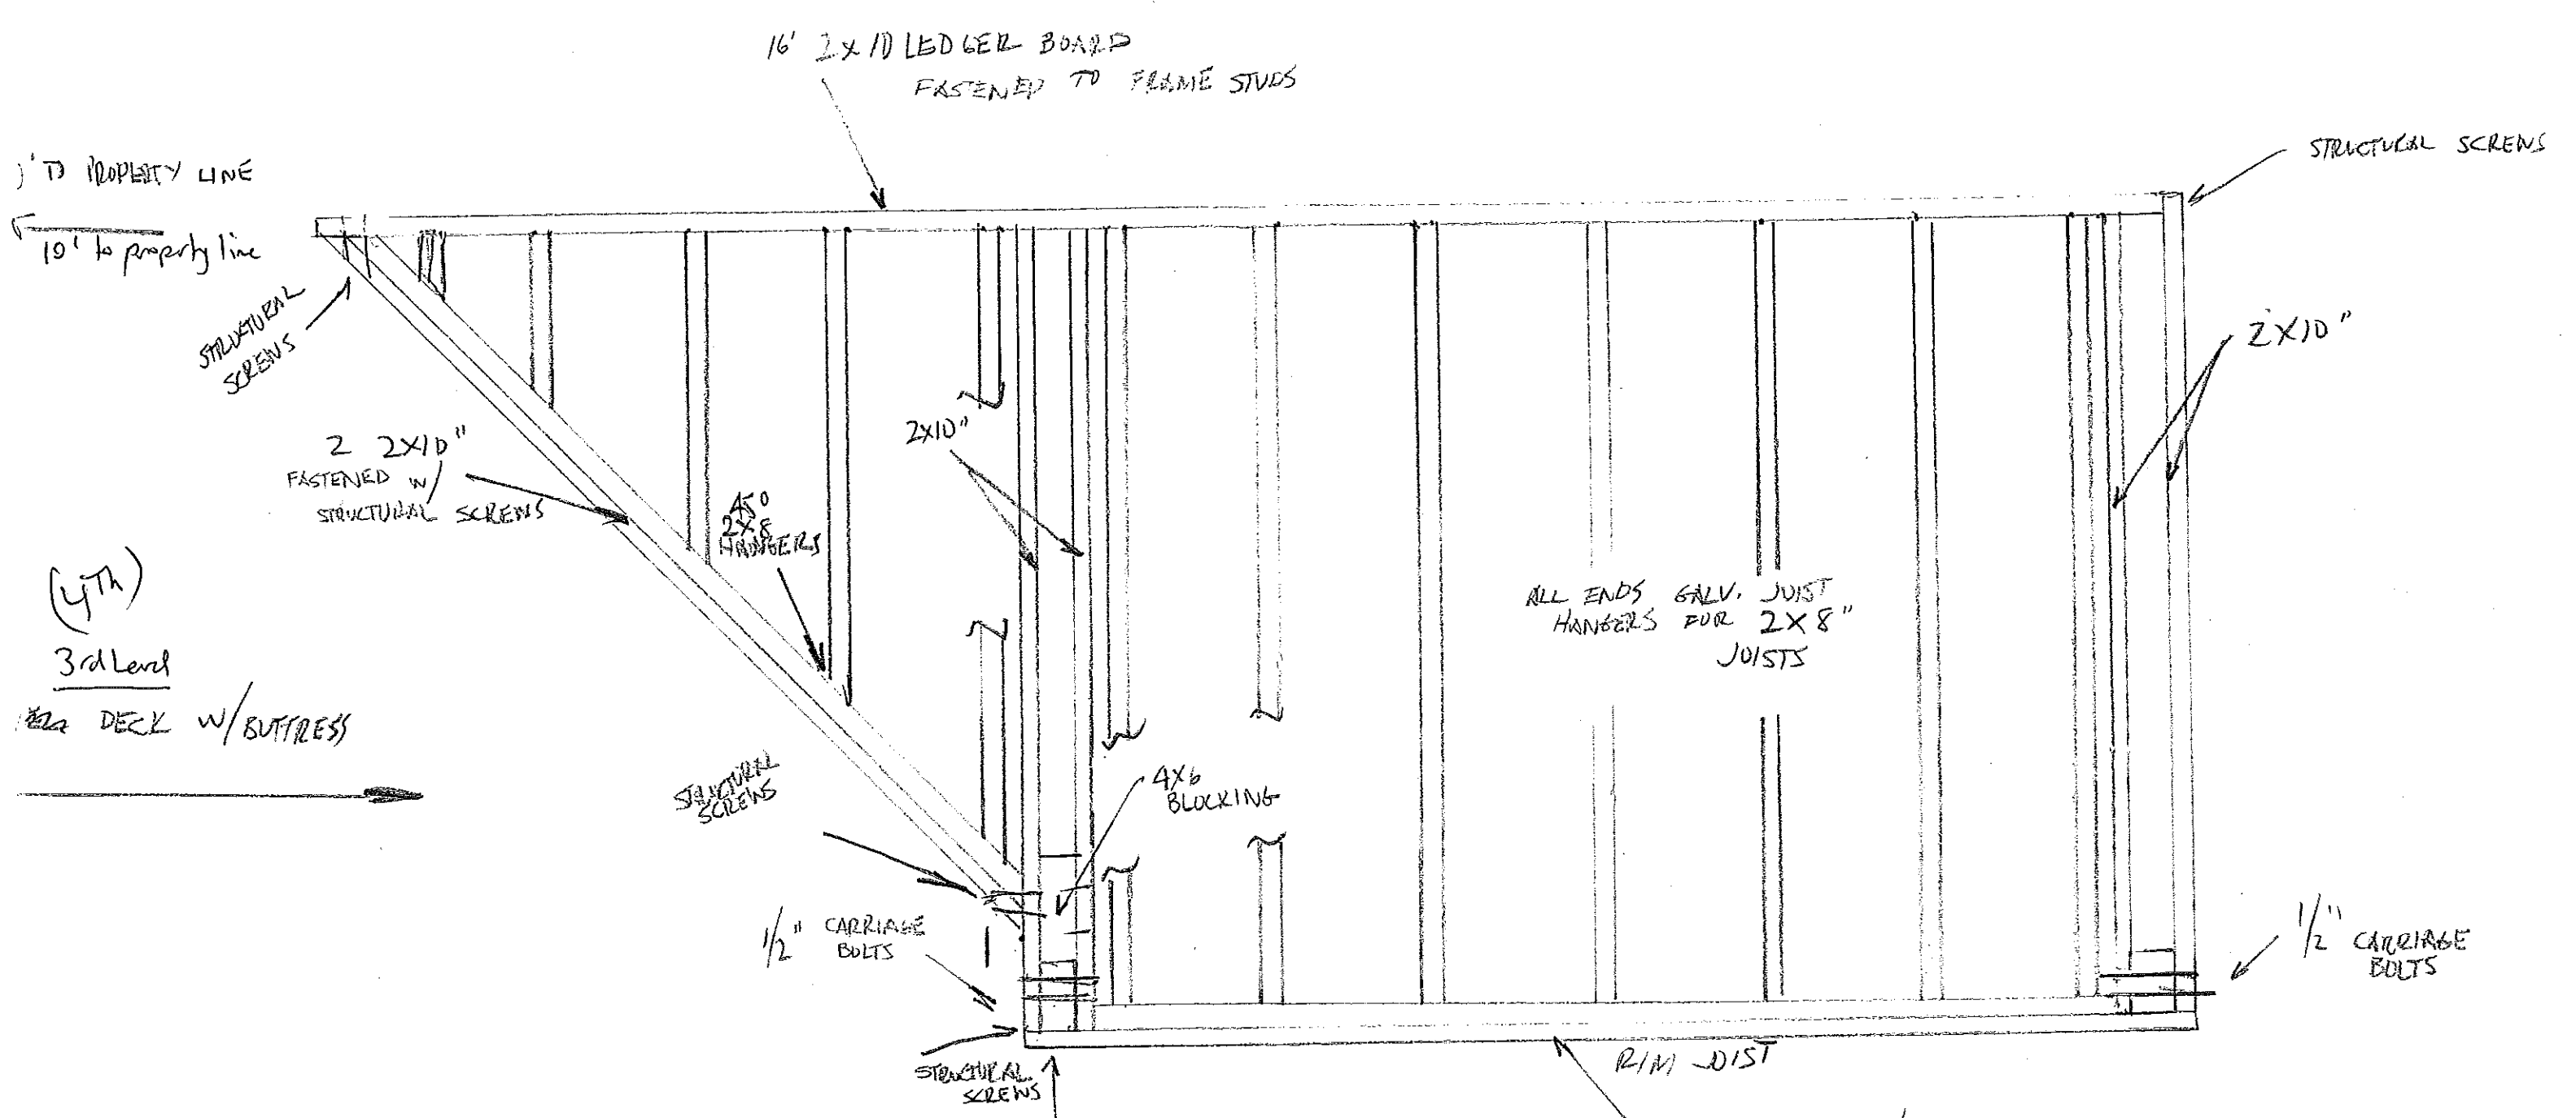 16' 2X10 LEDGER BOARD
FASTENED TO FRAME STUDS
STRUCTURAL SCREWS
' TO PROPERTY LINE
10' to property line
STRUCTURAL
SCREWS
2X10"
2 2X10"
FASTENED W/
STRUCTURAL SCREWS
2X10"
45°
2X8
HANGERS
ALL ENDS GALV. JOIST
HANGERS FOR 2X8"
JOISTS
(4Th)
3rd Level
DECK W/BUTTRESS
STRUCTURAL
SCREWS
4X6
BLOCKING
1/2" CARRIAGE
BOLTS
1/2" CARRIAGE
BOLTS
STRUCTURAL
SCREWS
RIM JOIST